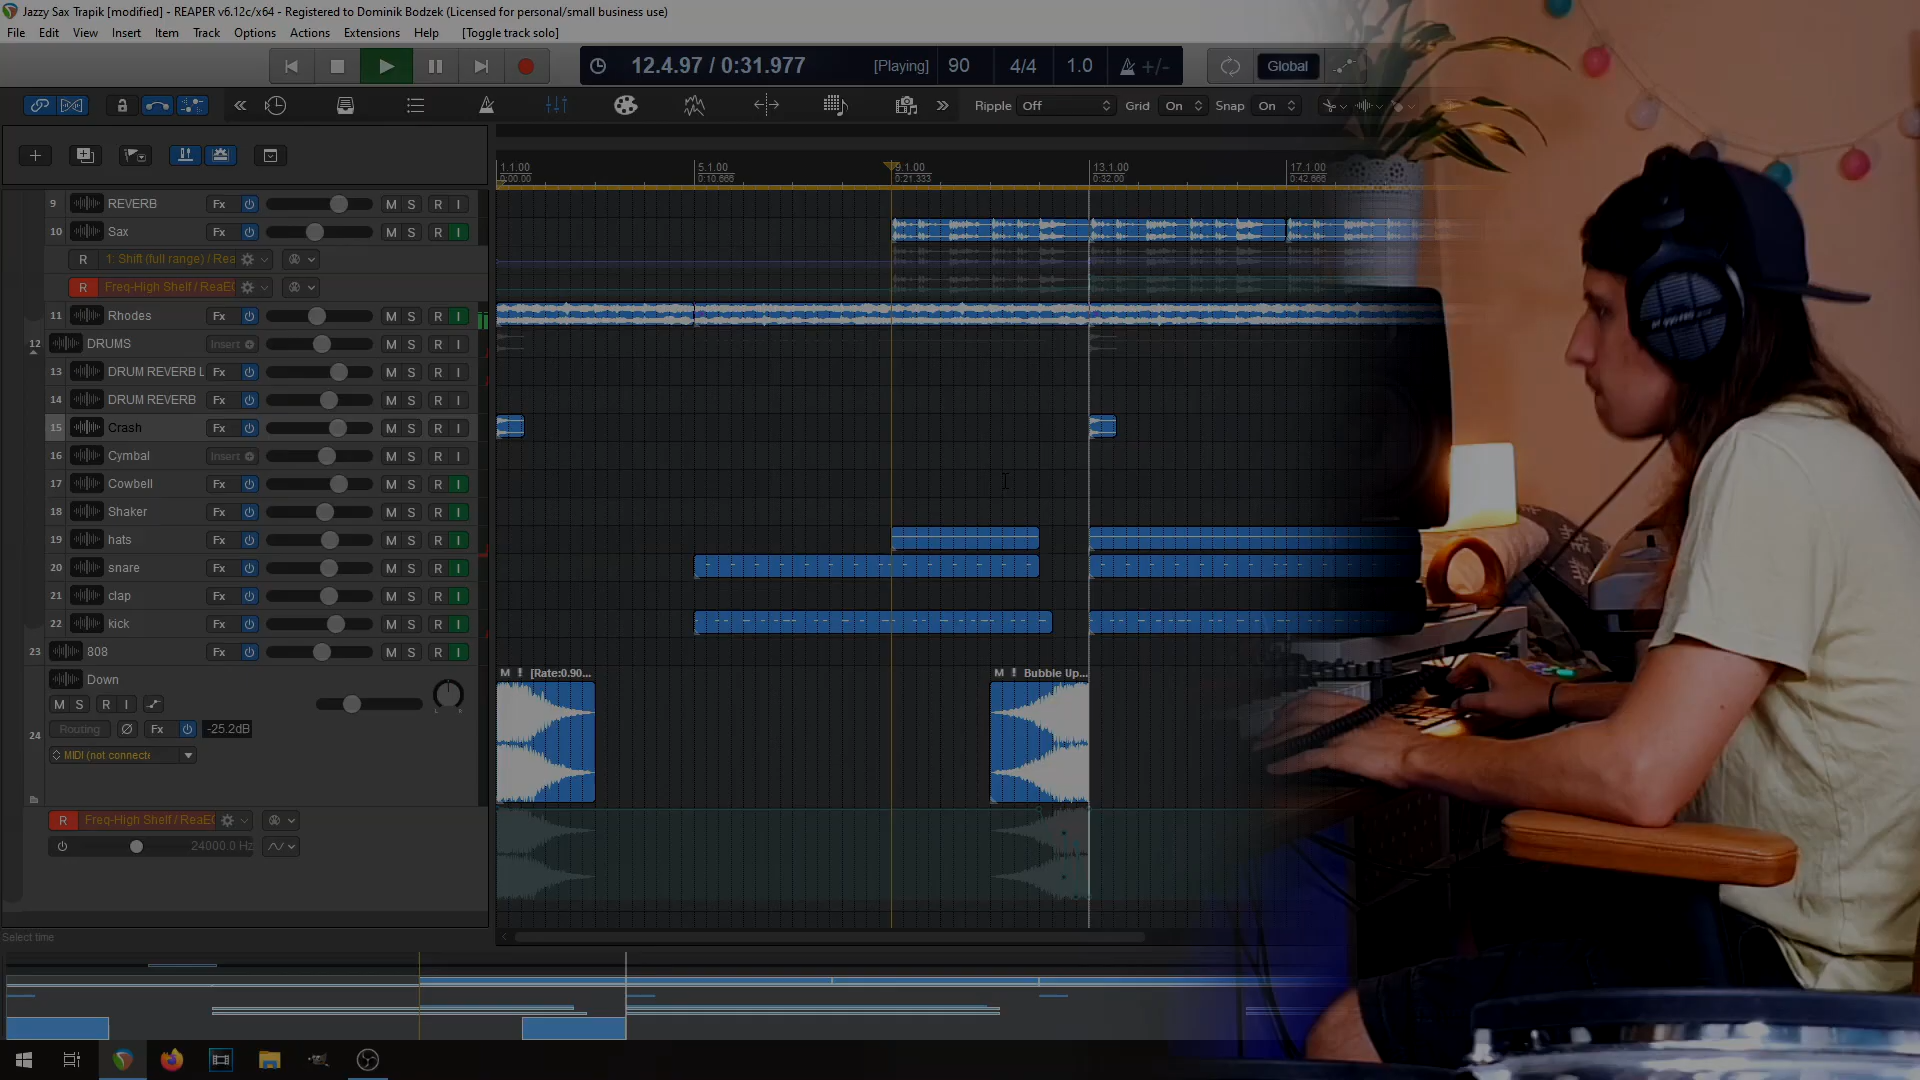 Jazzy Sax Trapik [modified] - REAPER v6.12c/x64 - Registered to Dominik Bodzek (Licensed for personal/small business use)
File Edit View Insert Item Track Options Actions Extensions Help [Toggle track solo]
12.4.97 / 0:31.977 [Playing] 90 4/4 1.0 +/- Global
Ripple Off Grid On Snap On
1.1.00 5.1.00 9.1.00 13.1.00 17.1.00
0:00.00 0:10.666 0:21.333 0:32.00 0:42.666
9 REVERB Fx M S R I
10 Sax Fx M S R I
R 1: Shift (full range) / Rea
R Freq-High Shelf / ReaEQ
11 Rhodes Fx M S R I
12 DRUMS Insert M S R I
13 DRUM REVERB L Fx M S R I
14 DRUM REVERB Fx M S R I
15 Crash Fx M S R I
16 Cymbal Insert M S R I
17 Cowbell Fx M S R I
18 Shaker Fx M S R I
19 hats Fx M S R I
20 snare Fx M S R I
21 clap Fx M S R I
22 kick Fx M S R I
23 808 Fx M S R I
M ! [Rate:0.90... M ! Bubble Up...
Down
M S R I
24 Routing Ø Fx -25.2dB
MIDI (not connecte
R Freq-High Shelf / ReaEQ
24000.0 Hz
Select time